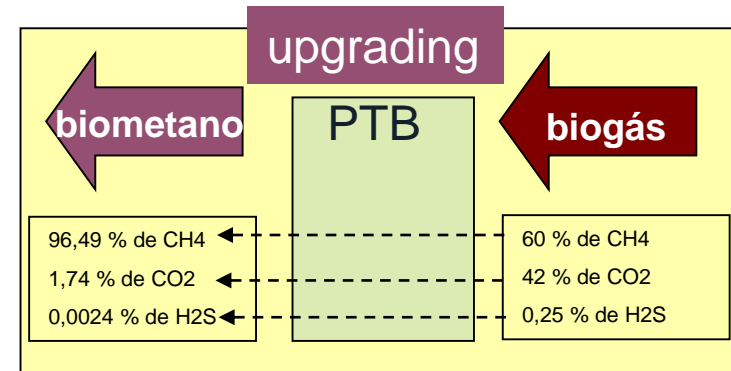 upgrading
biometano
PTB
biogás
96,49 % de CH4
1,74 % de CO2
0,0024 % de H2S
60 % de CH4
42 % de CO2
0,25 % de H2S